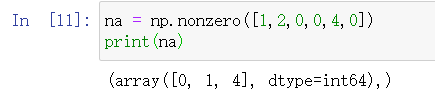 In [11]: na = np.nonzero([1,2,0,0,4,0])
print(na)
(array([0, 1, 4], dtype=int64),)